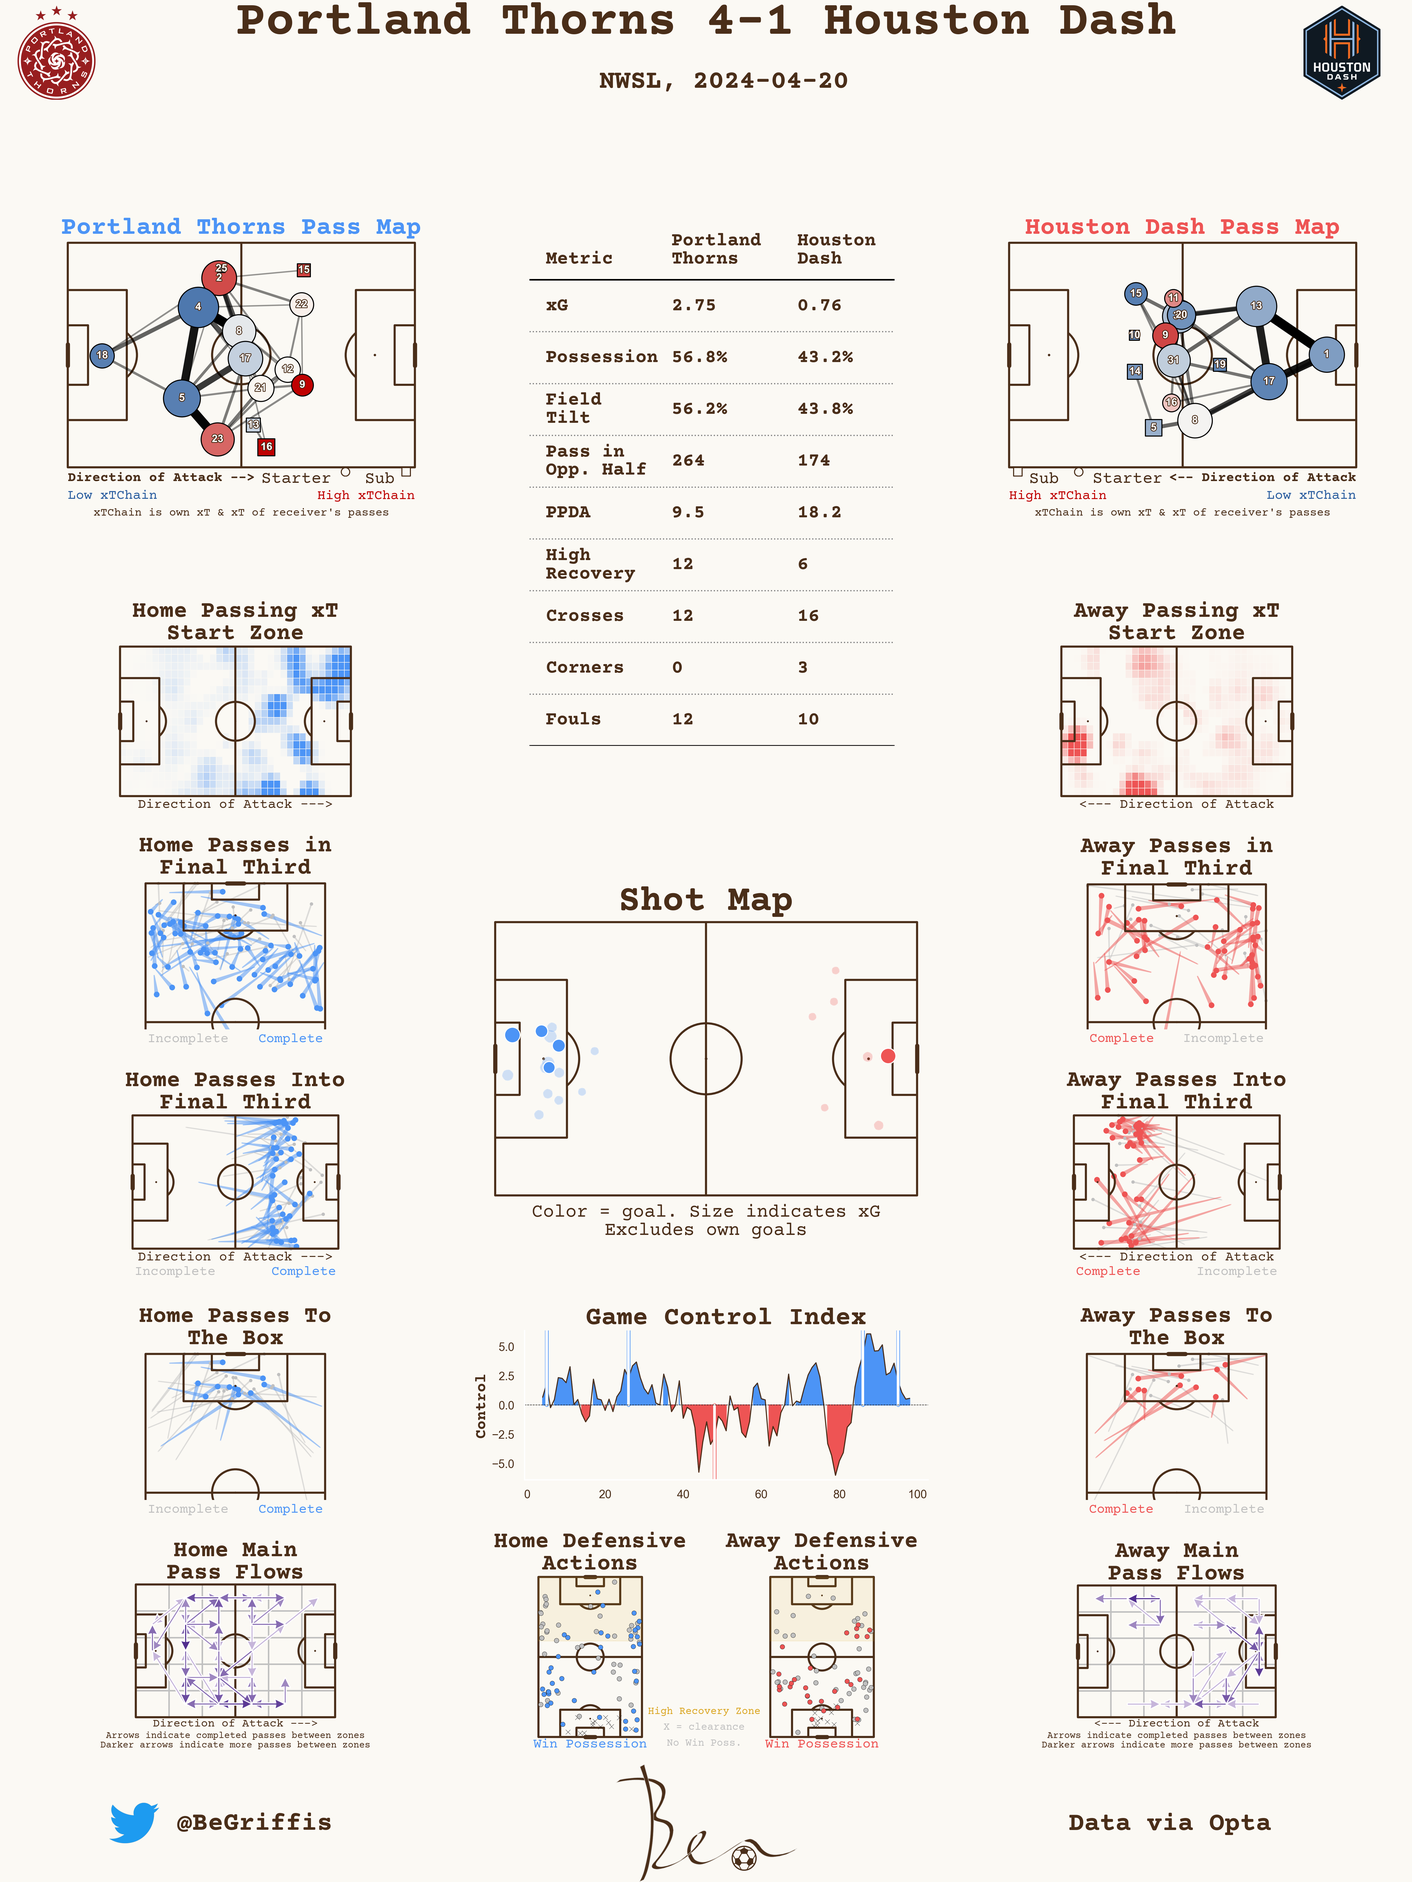 Portland Thorns 4-1 Houston Dash
NWSL, 2024-04-20
PORTLAND
THORNS
HOUSTON
DASH
Portland Thorns Pass Map
25
2
15
4
22
8
18
17
12
9
21
5
13
23
16
Direction of Attack --> Starter Sub
Low xTChain High xTChain
xTChain is own xT & xT of receiver's passes
Metric Portland Thorns Houston Dash
xG 2.75 0.76
Possession 56.8% 43.2%
Field Tilt 56.2% 43.8%
Pass in Opp. Half 264 174
PPDA 9.5 18.2
High Recovery 12 6
Crosses 12 16
Corners 0 3
Fouls 12 10
Houston Dash Pass Map
15
11
13
20
10
9
1
31
19
14
17
16
8
5
Sub Starter <-- Direction of Attack
High xTChain Low xTChain
xTChain is own xT & xT of receiver's passes
Home Passing xT
Start Zone
Direction of Attack --->
Away Passing xT
Start Zone
<--- Direction of Attack
Home Passes in
Final Third
Incomplete Complete
Away Passes in
Final Third
Complete Incomplete
Shot Map
Color = goal. Size indicates xG
Excludes own goals
Home Passes Into
Final Third
Direction of Attack --->
Incomplete Complete
Away Passes Into
Final Third
<--- Direction of Attack
Complete Incomplete
Home Passes To
The Box
Incomplete Complete
Game Control Index
Control
5.0
2.5
0.0
−2.5
−5.0
0 20 40 60 80 100
Away Passes To
The Box
Complete Incomplete
Home Main
Pass Flows
Direction of Attack --->
Arrows indicate completed passes between zones
Darker arrows indicate more passes between zones
Home Defensive
Actions
Win Possession
Away Defensive
Actions
Win Possession
High Recovery Zone
X = clearance
No Win Poss.
Away Main
Pass Flows
<--- Direction of Attack
Arrows indicate completed passes between zones
Darker arrows indicate more passes between zones
@BeGriffis
Ben
Data via Opta